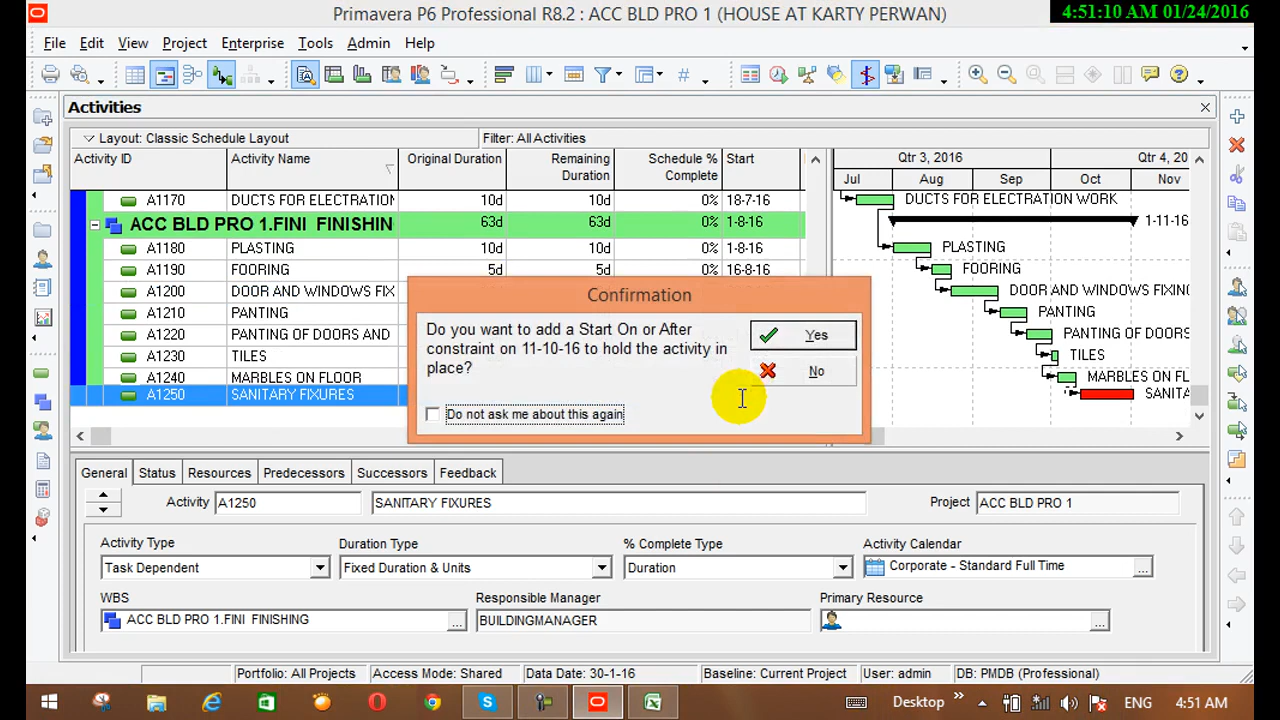 Primavera P6 Professional R8.2 : ACC BLD PRO 1 (HOUSE AT KARTY PERWAN)
4:51:10 AM 01/24/2016
File Edit View Project Enterprise Tools Admin Help
Activities
Layout: Classic Schedule Layout Filter: All Activities
Activity ID Activity Name Original Duration Remaining Duration Schedule % Complete Start
Qtr 3, 2016 Qtr 4, 20
Jul Aug Sep Oct Nov
A1170 DUCTS FOR ELECTRATION 10d 10d 0% 18-7-16 DUCTS FOR ELECTRATION WORK
ACC BLD PRO 1.FINI FINISHIN 63d 63d 0% 1-8-16 1-11-16
A1180 PLASTING 10d 10d 0% 1-8-16 PLASTING
A1190 FOORING 5d 5d 0% 16-8-16 FOORING
A1200 DOOR AND WINDOWS FIX DOOR AND WINDOWS FIXING
A1210 PANTING PANTING
A1220 PANTING OF DOORS AND PANTING OF DOORS
A1230 TILES TILES
A1240 MARBLES ON FLOOR MARBLES ON FL
A1250 SANITARY FIXURES SANITA
Confirmation
Do you want to add a Start On or After
constraint on 11-10-16 to hold the activity in
place?
Yes
No
Do not ask me about this again
General Status Resources Predecessors Successors Feedback
Activity A1250 SANITARY FIXURES Project ACC BLD PRO 1
Activity Type Duration Type % Complete Type Activity Calendar
Task Dependent Fixed Duration & Units Duration Corporate - Standard Full Time
WBS Responsible Manager Primary Resource
ACC BLD PRO 1.FINI FINISHING BUILDINGMANAGER
Portfolio: All Projects Access Mode: Shared Data Date: 30-1-16 Baseline: Current Project User: admin DB: PMDB (Professional)
Desktop ENG 4:51 AM